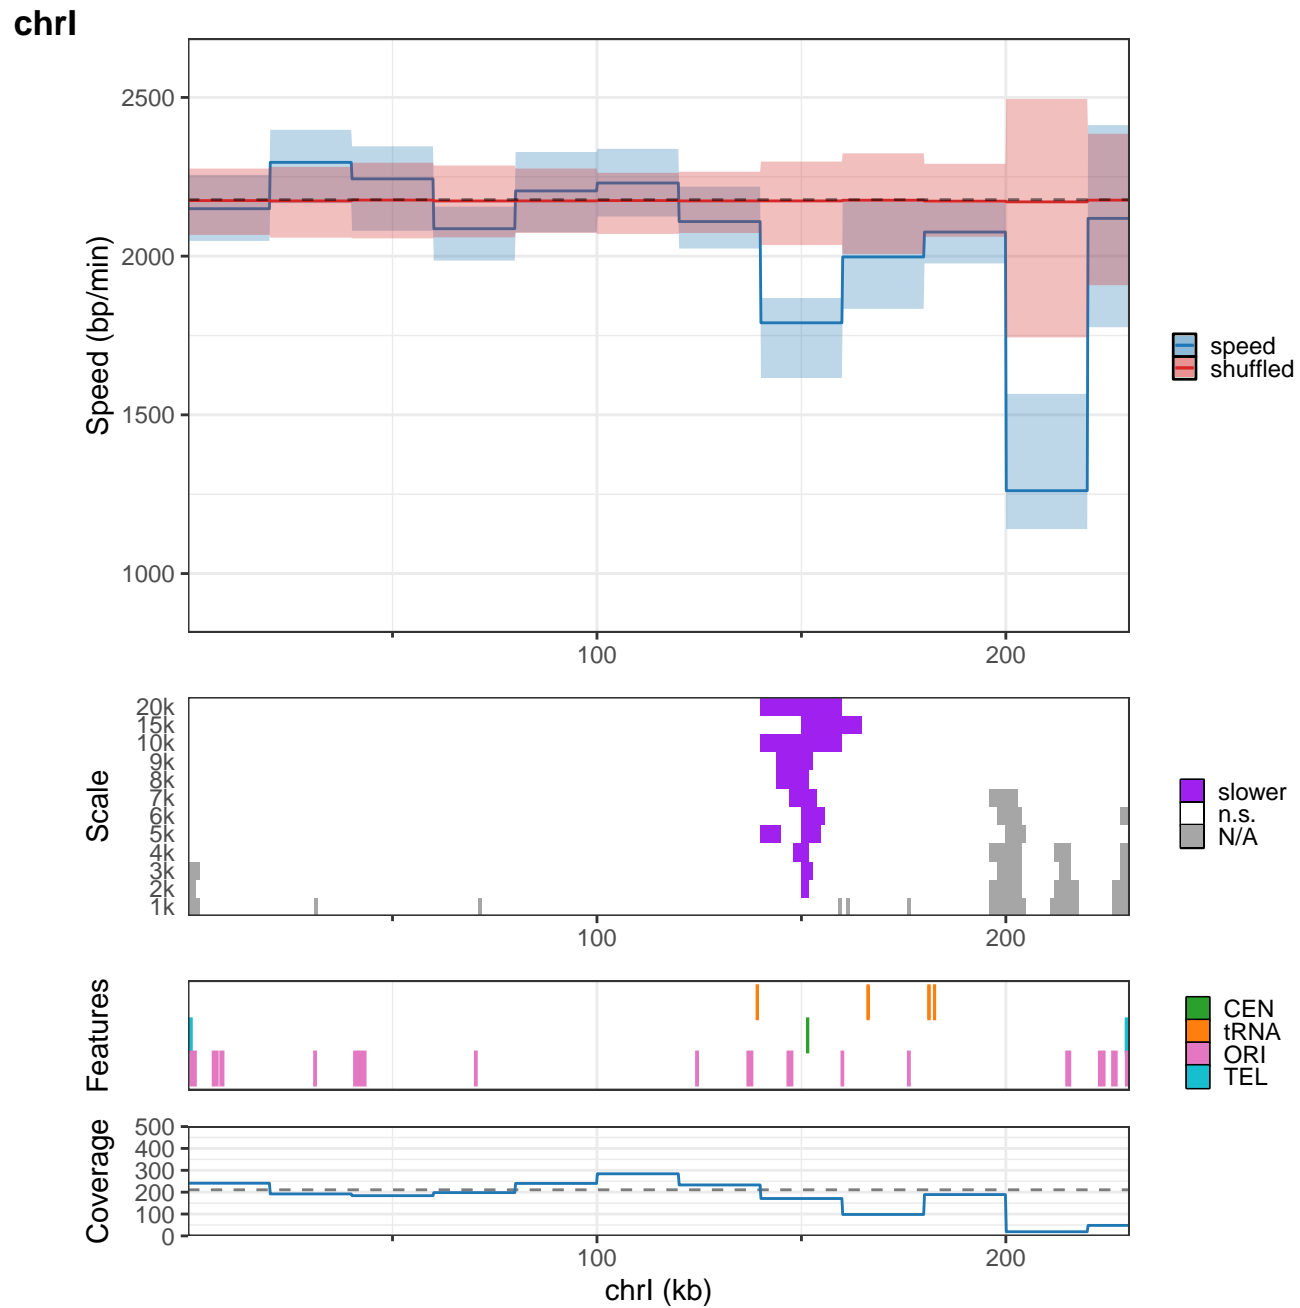 chrI
Speed (bp/min)
2500
2000
1500
1000
100
200
speed
shuffled
Scale
20k
15k
10k
9k
8k
7k
6k
5k
4k
3k
2k
1k
100
200
slower
n.s.
N/A
Features
CEN
tRNA
ORI
TEL
Coverage
500
400
300
200
100
0
100
200
chrI (kb)